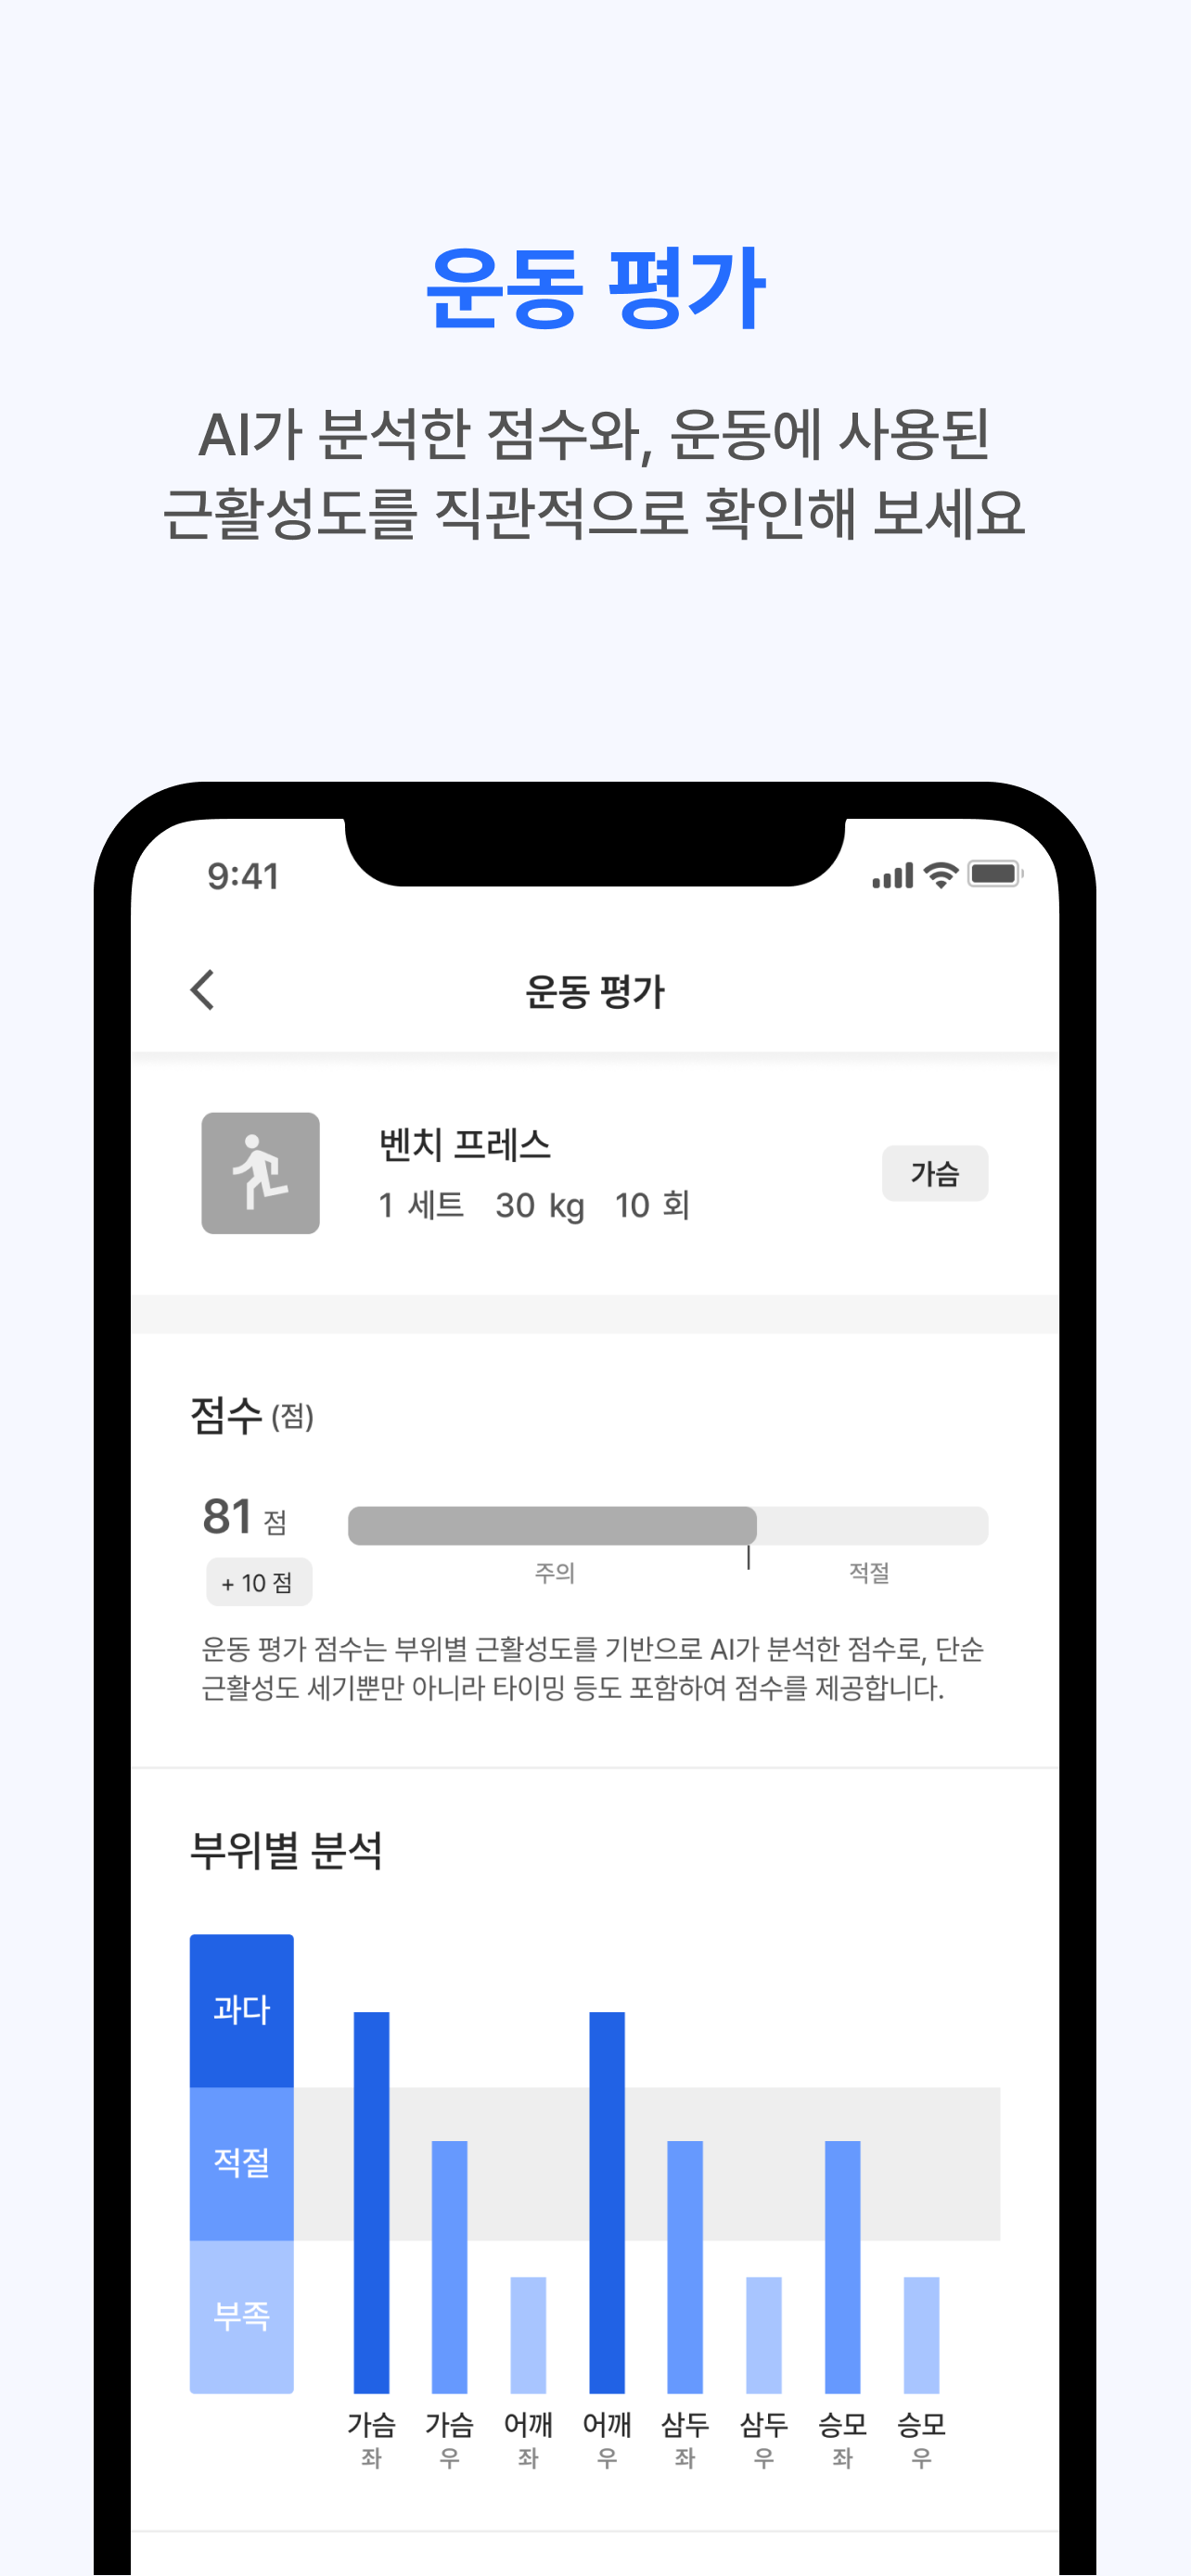 운동 평가
AI가 분석한 점수와, 운동에 사용된
근활성도를 직관적으로 확인해 보세요
9:41
운동 평가
벤치 프레스
1 세트 30 kg 10 회
가슴
점수 (점)
81 점
+ 10 점
주의 적절
운동 평가 점수는 부위별 근활성도를 기반으로 AI가 분석한 점수로, 단순
근활성도 세기뿐만 아니라 타이밍 등도 포함하여 점수를 제공합니다.
부위별 분석
과다
적절
부족
가슴 가슴 어깨 어깨 삼두 삼두 승모 승모
좌 우 좌 우 좌 우 좌 우